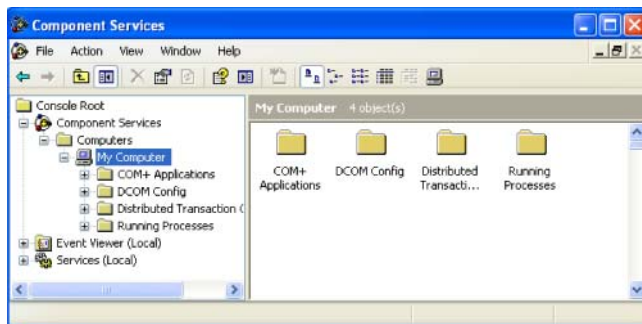 Component Services
File Action View Window Help
Console Root
Component Services
Computers
My Computer
COM+ Applications
DCOM Config
Distributed Transaction C
Running Processes
Event Viewer (Local)
Services (Local)
My Computer 4 object(s)
COM+ Applications
DCOM Config
Distributed Transacti...
Running Processes